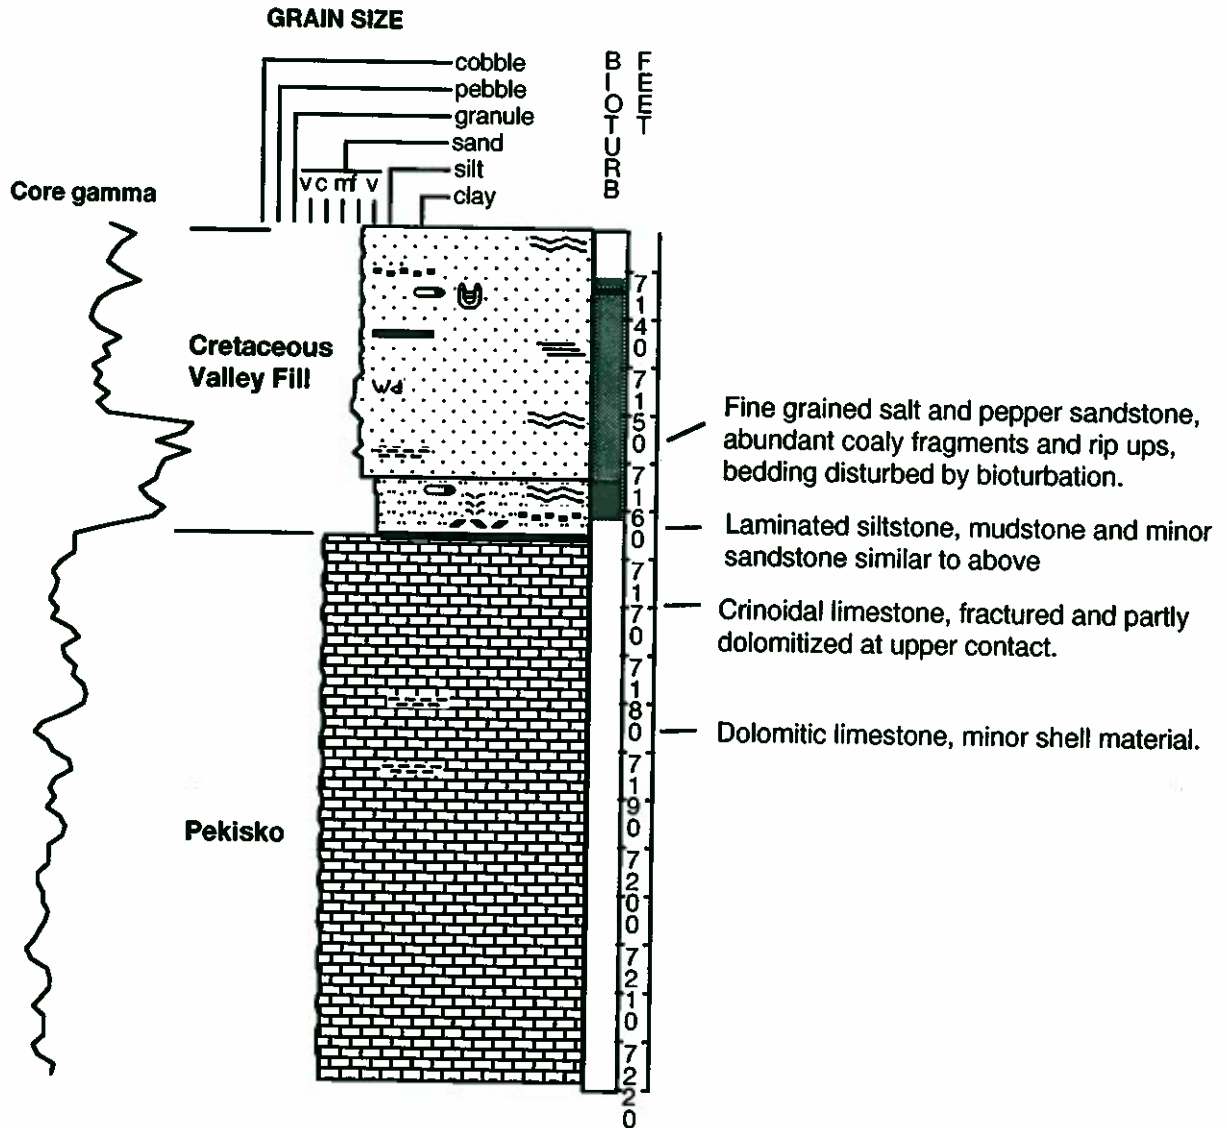 GRAIN SIZE
cobble
pebble
granule
sand
silt
clay
v c m f v
BIOTURB
FEET
Core gamma
Cretaceous
Valley Fill
Wd
7140
7150
7160
7170
7180
7190
7200
7210
7220
Fine grained salt and pepper sandstone,
abundant coaly fragments and rip ups,
bedding disturbed by bioturbation.
Laminated siltstone, mudstone and minor
sandstone similar to above
Crinoidal limestone, fractured and partly
dolomitized at upper contact.
Dolomitic limestone, minor shell material.
Pekisko